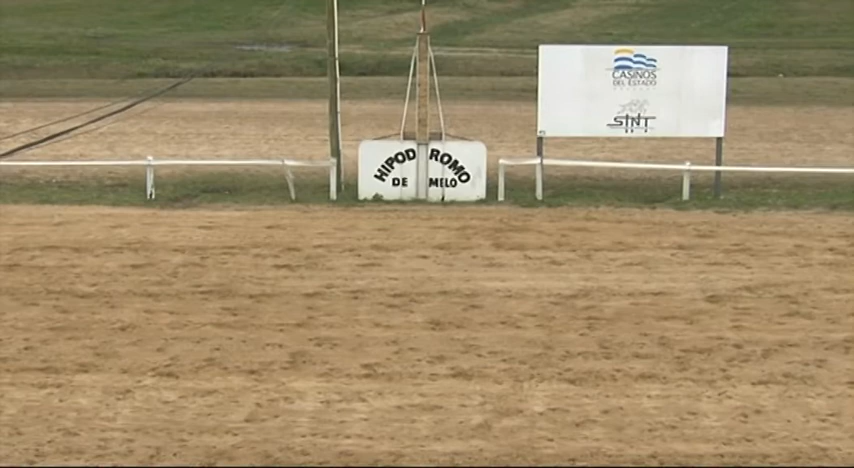 HIPODROMO
DE MELO
CASINOS
DEL ESTADO
SINT